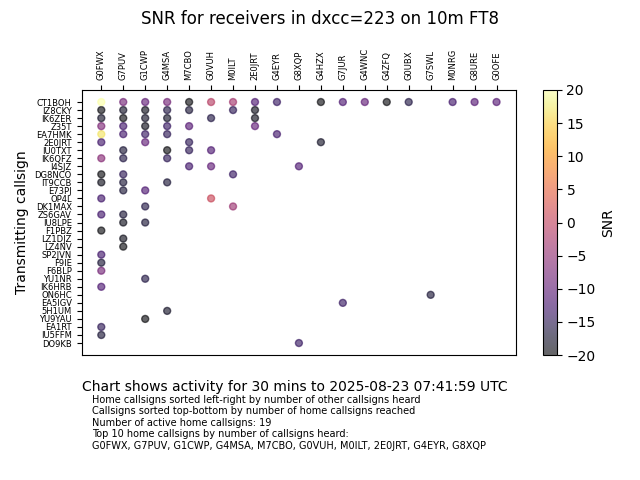 SNR for receivers in dxcc=223 on 10m FT8
G0FWX G7PUV G1CWP G4MSA M7CBO G0VUH M0ILT 2E0JRT G4EYR G8XQP G4HZX G7JUR G4WNC G4ZFQ G0UBX G7SWL M0NRG G8URE G0OFE
Transmitting callsign
CT1BOH
IZ8CKY
IK6ZER
Z35T
EA7HMK
2E0JRT
IU0TXT
IK6QFZ
I4SJZ
DG8NCO
IT9CCB
E73PJ
OP4L
DK1MAX
ZS6GAV
IU8LPE
F1PBZ
LZ1DJZ
LZ4NV
SP2JVN
F9IE
F6BLP
YU1NR
IK6HRB
ON6HC
EA5IGV
5H1UM
YU9YAU
EA1RT
IU5FFM
DO9KB
20
15
10
5
0
−5
−10
−15
−20
SNR
Chart shows activity for 30 mins to 2025-08-23 07:41:59 UTC
Home callsigns sorted left-right by number of other callsigns heard
Callsigns sorted top-bottom by number of home callsigns reached
Number of active home callsigns: 19
Top 10 home callsigns by number of callsigns heard:
G0FWX, G7PUV, G1CWP, G4MSA, M7CBO, G0VUH, M0ILT, 2E0JRT, G4EYR, G8XQP